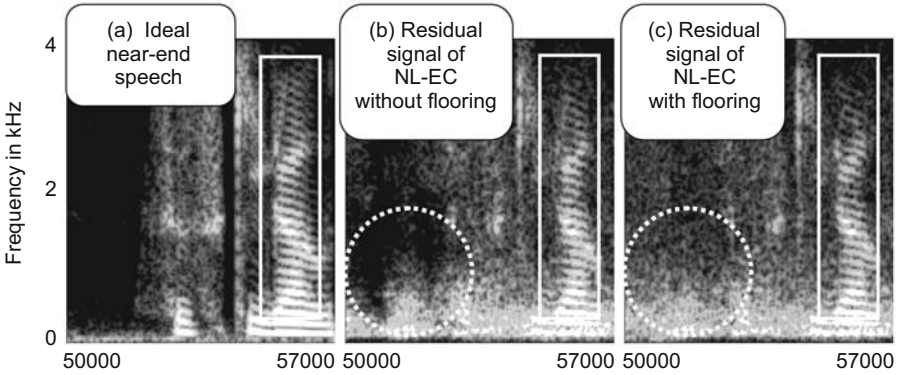 (a) Ideal
near-end
speech
(b) Residual
signal of
NL-EC
without flooring
(c) Residual
signal of
NL-EC
with flooring
Frequency in kHz
4
2
0
50000 57000 50000 57000 50000 57000